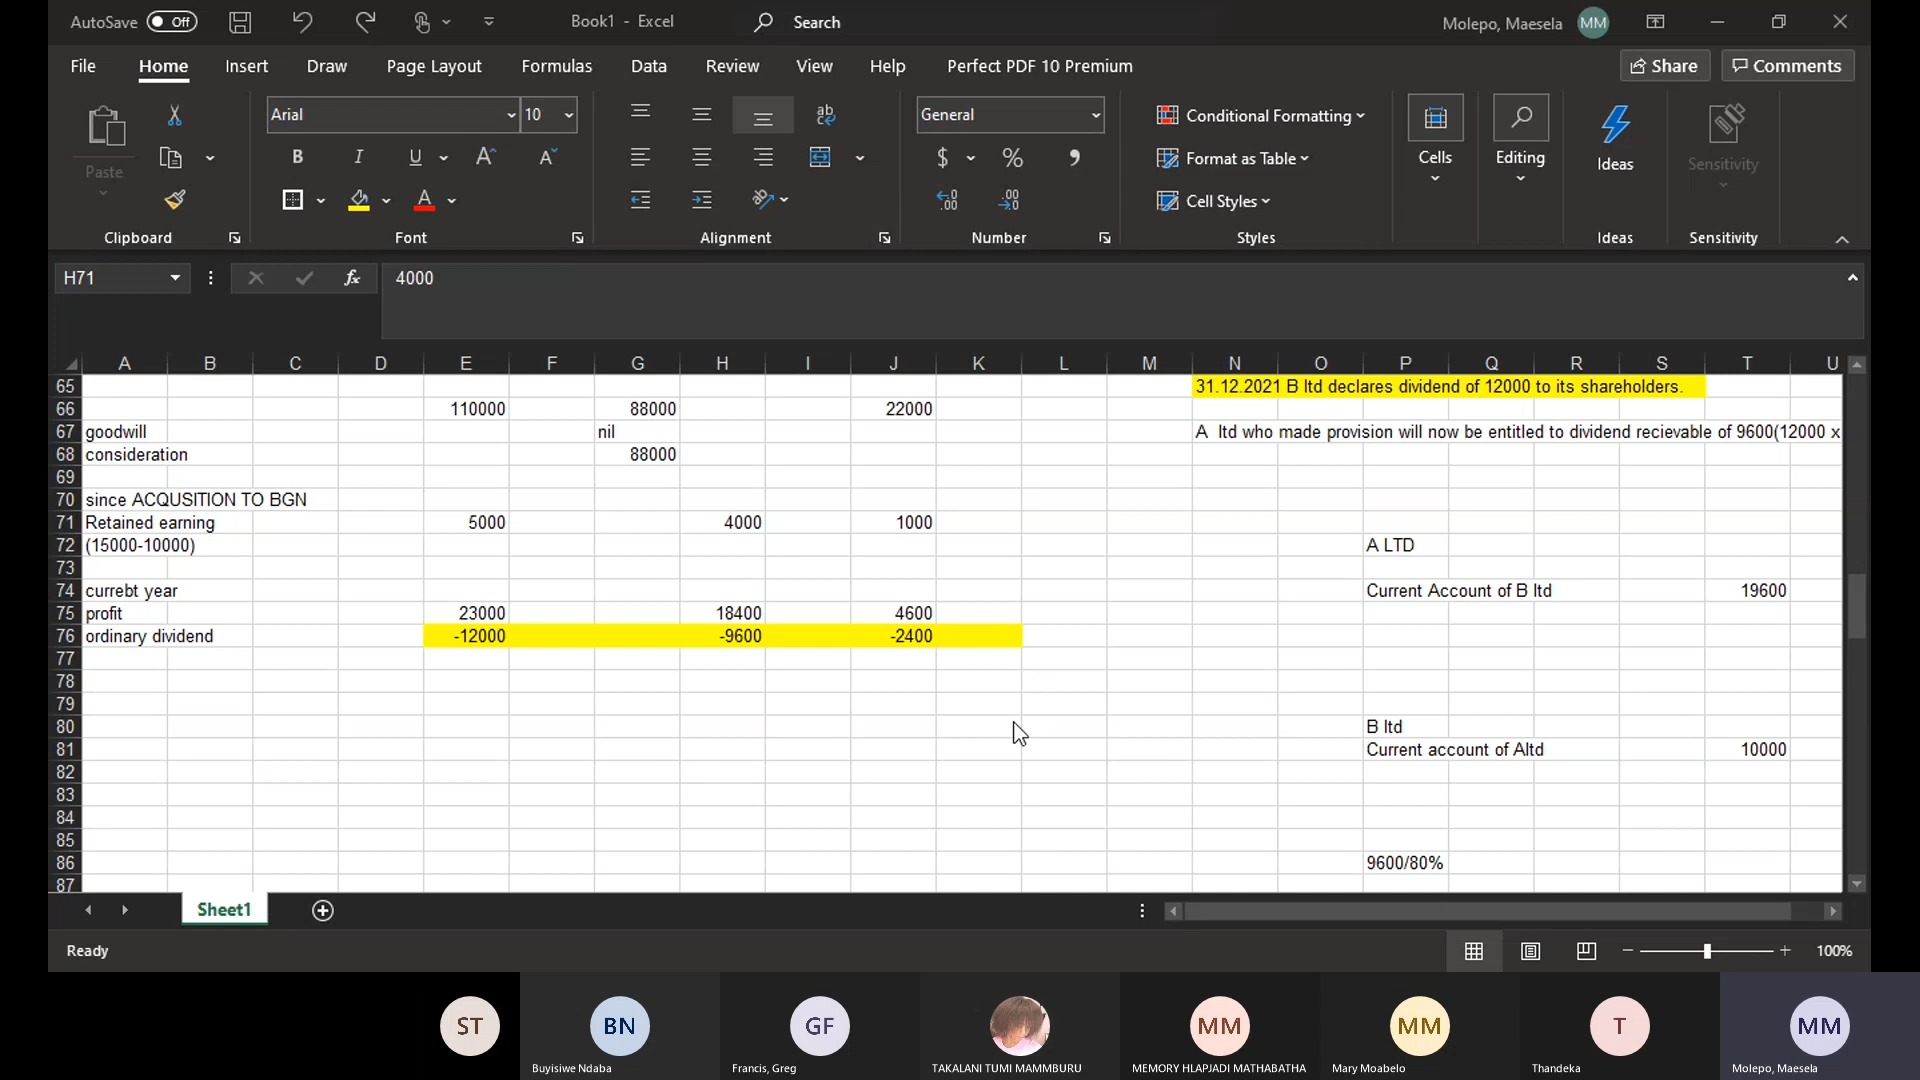 AutoSave Off Book1 - Excel Search Molepo, Maesela MM
File Home Insert Draw Page Layout Formulas Data Review View Help Perfect PDF 10 Premium Share Comments
Arial 10 General Conditional Formatting
Paste B I U A A $ % , Format as Table Cells Editing Ideas Sensitivity
A Cell Styles
Clipboard Font Alignment Number Styles Ideas Sensitivity
H71 fx 4000
A B C D E F G H I J K L M N O P Q R S T U
65 31.12.2021 B ltd declares dividend of 12000 to its shareholders.
66 110000 88000 22000
67 goodwill nil A ltd who made provision will now be entitled to dividend recievable of 9600(12000 x
68 consideration 88000
69
70 since ACQUSITION TO BGN
71 Retained earning 5000 4000 1000
72 (15000-10000) A LTD
73
74 currebt year Current Account of B ltd 19600
75 profit 23000 18400 4600
76 ordinary dividend -12000 -9600 -2400
77
78
79
80 B ltd
81 Current account of Altd 10000
82
83
84
85
86 9600/80%
87
Sheet1
Ready 100%
ST BN GF MM MM T MM
Buyisiwe Ndaba Francis, Greg TAKALANI TUMI MAMMBURU MEMORY HLAPJADI MATHABATHA Mary Moabelo Thandeka Molepo, Maesela